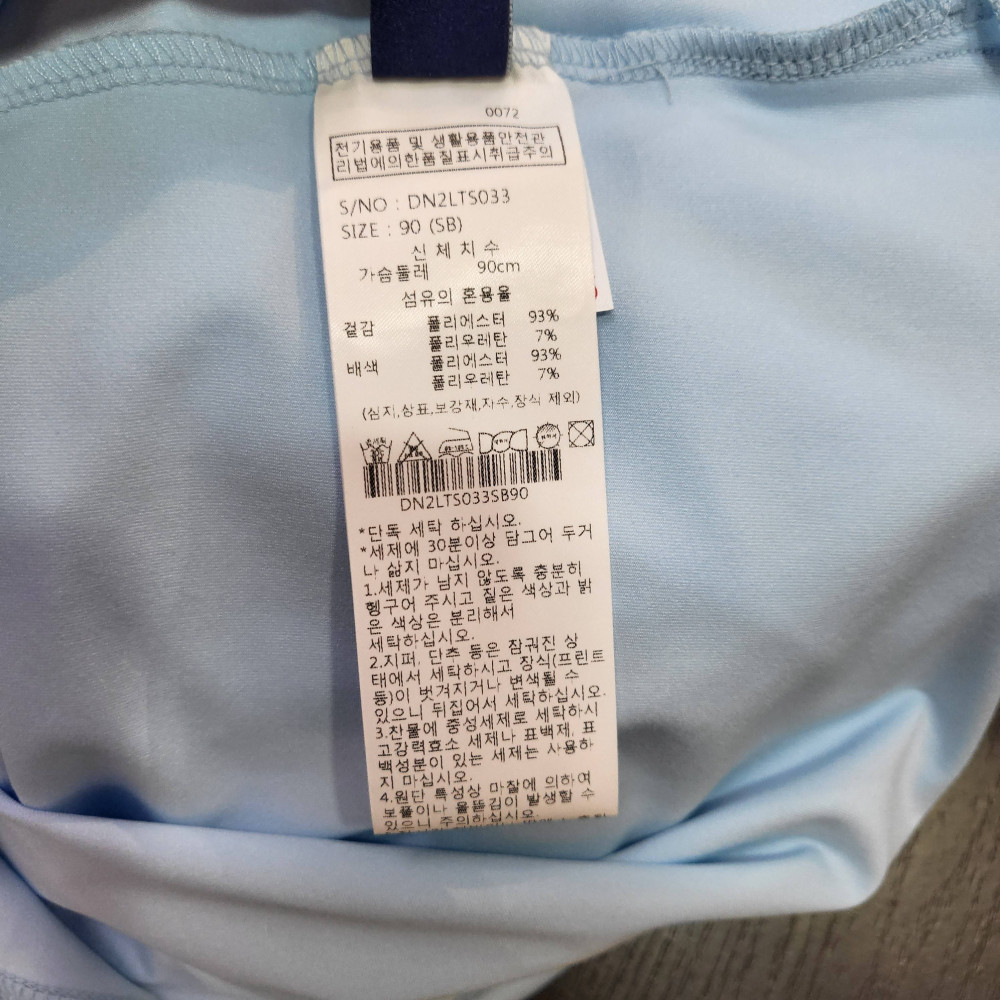 0072
전기용품 및 생활용품안전관
리법에의한품질표시취급주의
S/NO : DN2LTS033
SIZE : 90 (SB)
신 체 치 수
가슴둘레 90cm
섬유의 혼용율
겉감 폴리에스터 93%
폴리우레탄 7%
배색 폴리에스터 93%
폴리우레탄 7%
(심지,상표,보강재,자수,장식 제외)
DN2LTS033SB90
*단독 세탁 하십시오.
*세제에 30분이상 담그어 두거
나 삶지 마십시오.
1.세제가 남지 않도록 충분히
헹구어 주시고 짙은 색상과 밝
은 색상은 분리해서
세탁하십시오.
2.지퍼, 단추 등은 잠궈진 상
태에서 세탁하시고 장식(프린트
등)이 벗겨지거나 변색될 수
있으니 뒤집어서 세탁하십시오.
3.찬물에 중성세제로 세탁하시
고강력효소 세제나 표백제, 표
백성분이 있는 세제는 사용하
지 마십시오.
4.원단 특성상 마찰에 의하여
보풀이나 올뜯김이 발생할 수
있으니 주의하십시오.